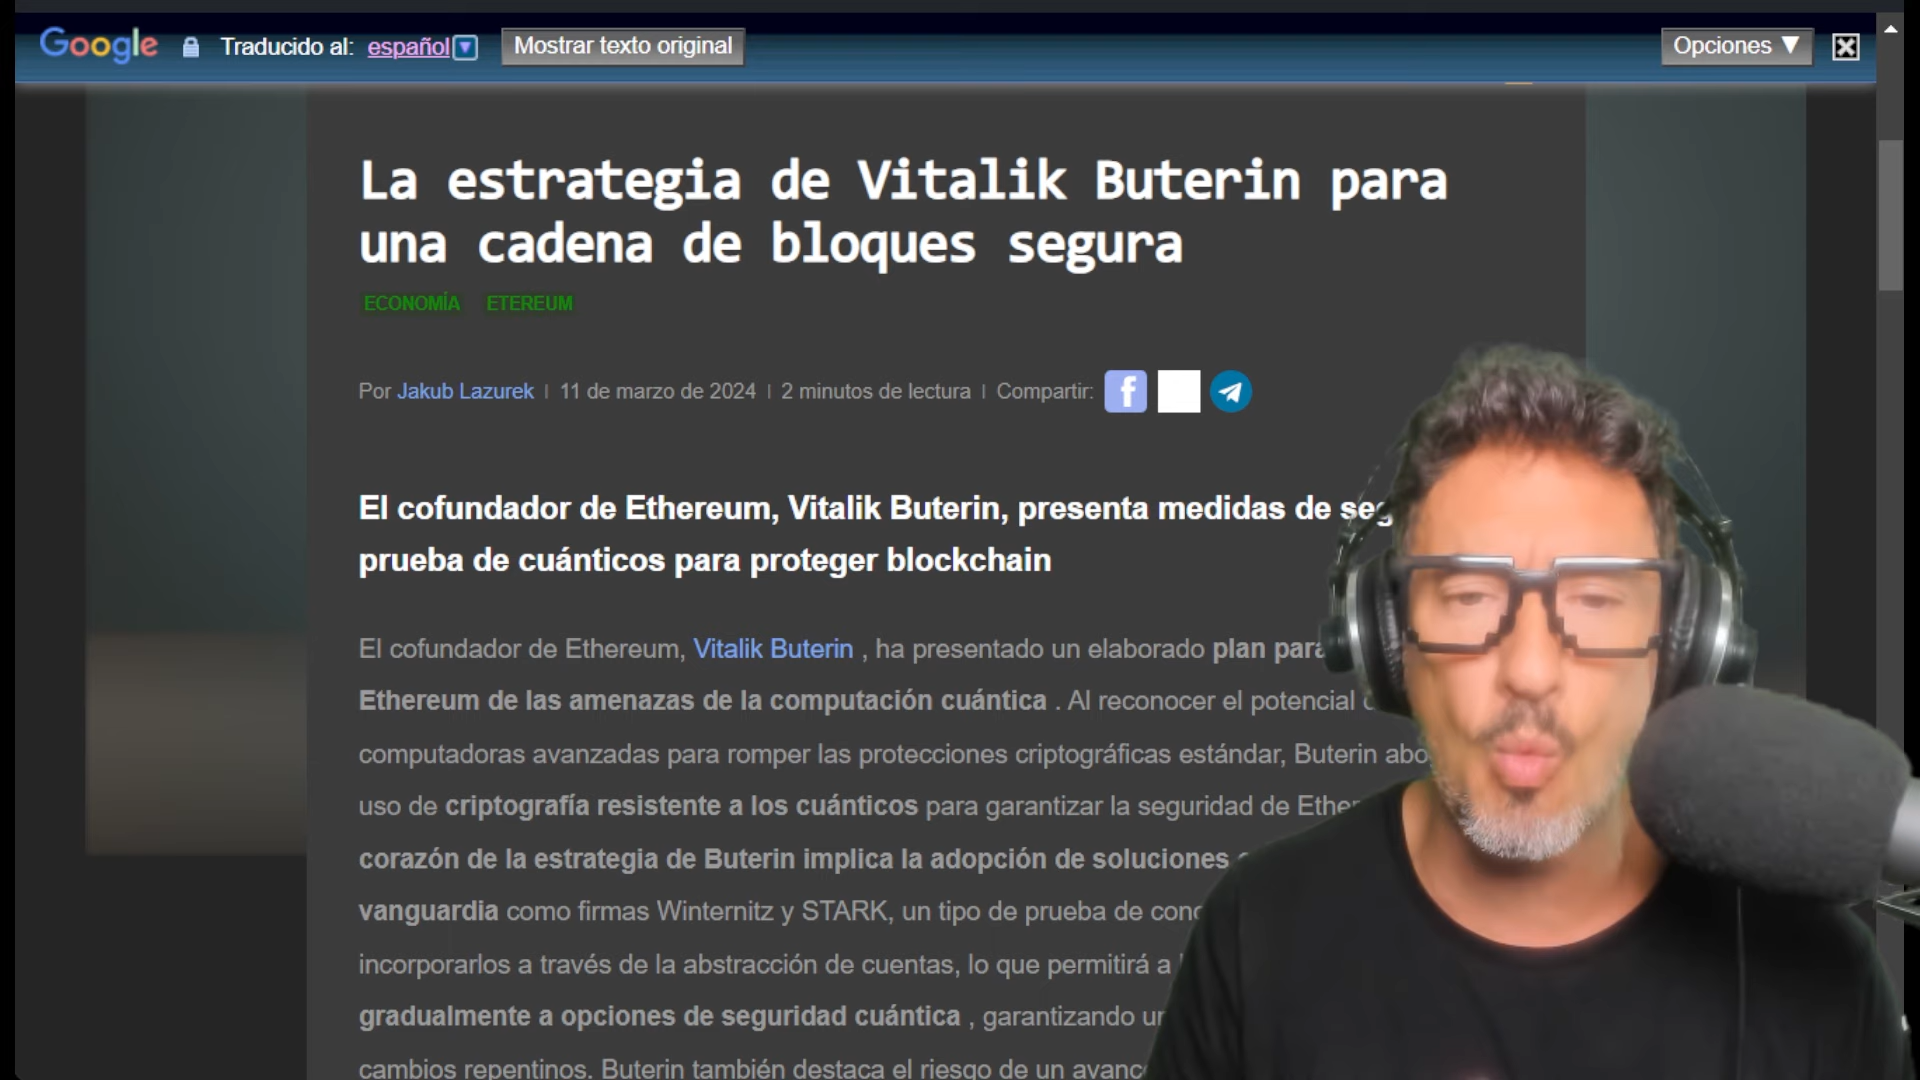 Google Traducido al: español Mostrar texto original Opciones ▼
La estrategia de Vitalik Buterin para
una cadena de bloques segura
ECONOMÍA ETEREUM
Por Jakub Lazurek | 11 de marzo de 2024 | 2 minutos de lectura | Compartir:
El cofundador de Ethereum, Vitalik Buterin, presenta medidas de
prueba de cuánticos para proteger blockchain
El cofundador de Ethereum, Vitalik Buterin , ha presentado un elaborado plan para
Ethereum de las amenazas de la computación cuántica . Al reconocer el potencial
computadoras avanzadas para romper las protecciones criptográficas estándar, Buterin
uso de criptografía resistente a los cuánticos para garantizar la seguridad de
corazón de la estrategia de Buterin implica la adopción de soluciones
vanguardia como firmas Winternitz y STARK, un tipo de prueba de
incorporarlos a través de la abstracción de cuentas, lo que permitirá a
gradualmente a opciones de seguridad cuántica , garantizando
cambios repentinos. Buterin también destaca el riesgo de un